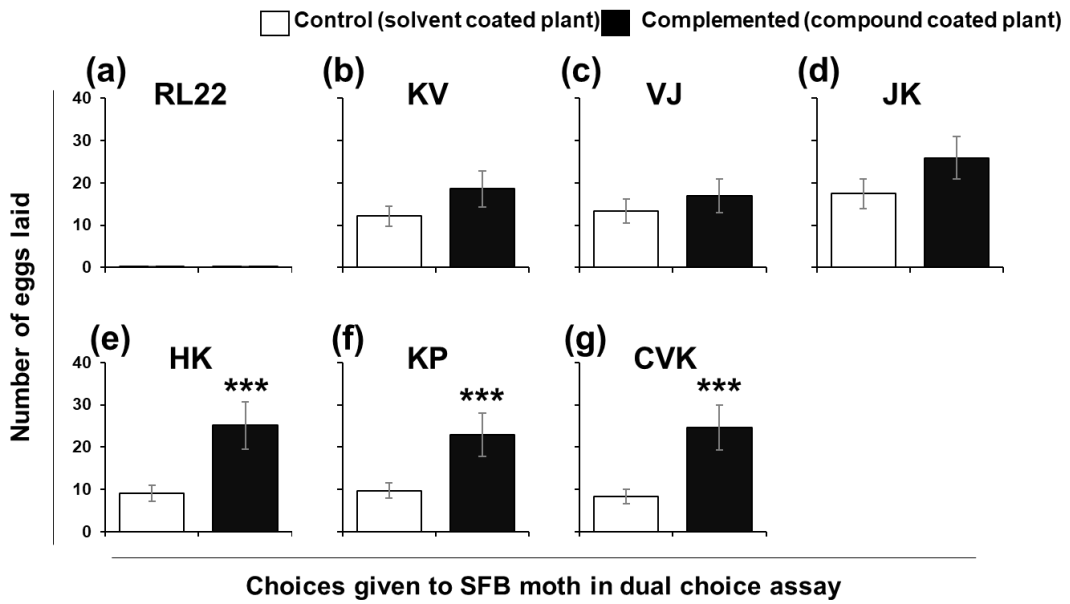 Control (solvent coated plant) Complemented (compound coated plant)
(a) RL22
(b) KV
(c) VJ
(d) JK
40
30
20
10
0
(e) HK
(f) KP
(g) CVK
40
30
20
10
0
***
***
***
Number of eggs laid
Choices given to SFB moth in dual choice assay